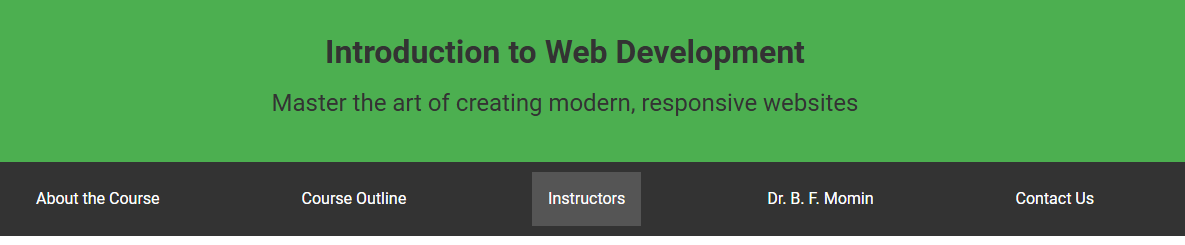 Introduction to Web Development
Master the art of creating modern, responsive websites
About the Course Course Outline Instructors Dr. B. F. Momin Contact Us